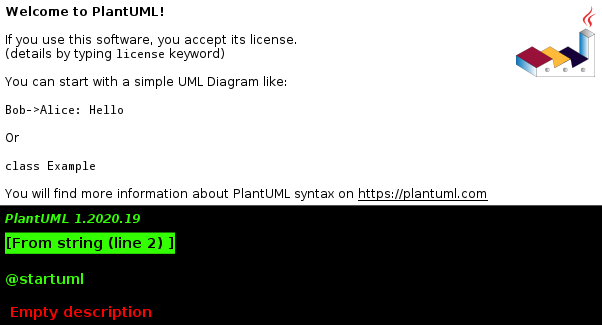 Welcome to PlantUML!
If you use this software, you accept its license.
(details by typing license keyword)
You can start with a simple UML Diagram like:
Bob->Alice: Hello
Or
class Example
You will find more information about PlantUML syntax on https://plantuml.com
PlantUML 1.2020.19
[From string (line 2) ]
@startuml
Empty description